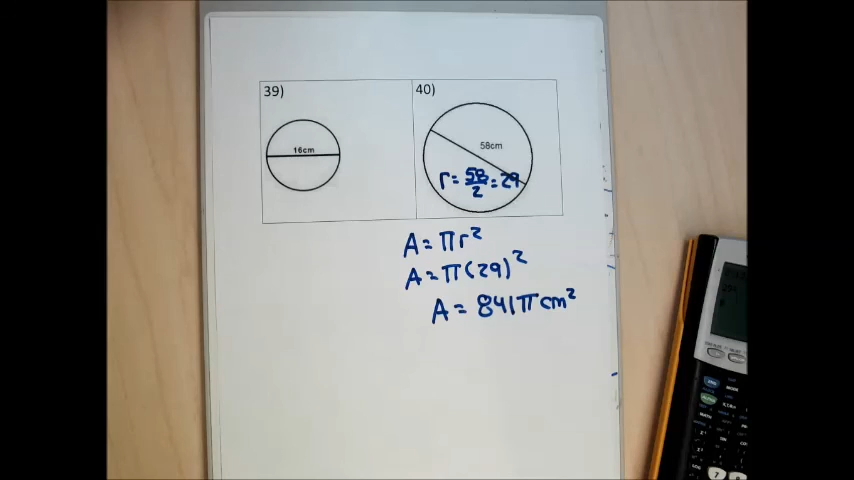 39)
16cm
40)
58cm
r = 58/2 = 29
A = πr²
A = π(29)²
A = 841π cm²